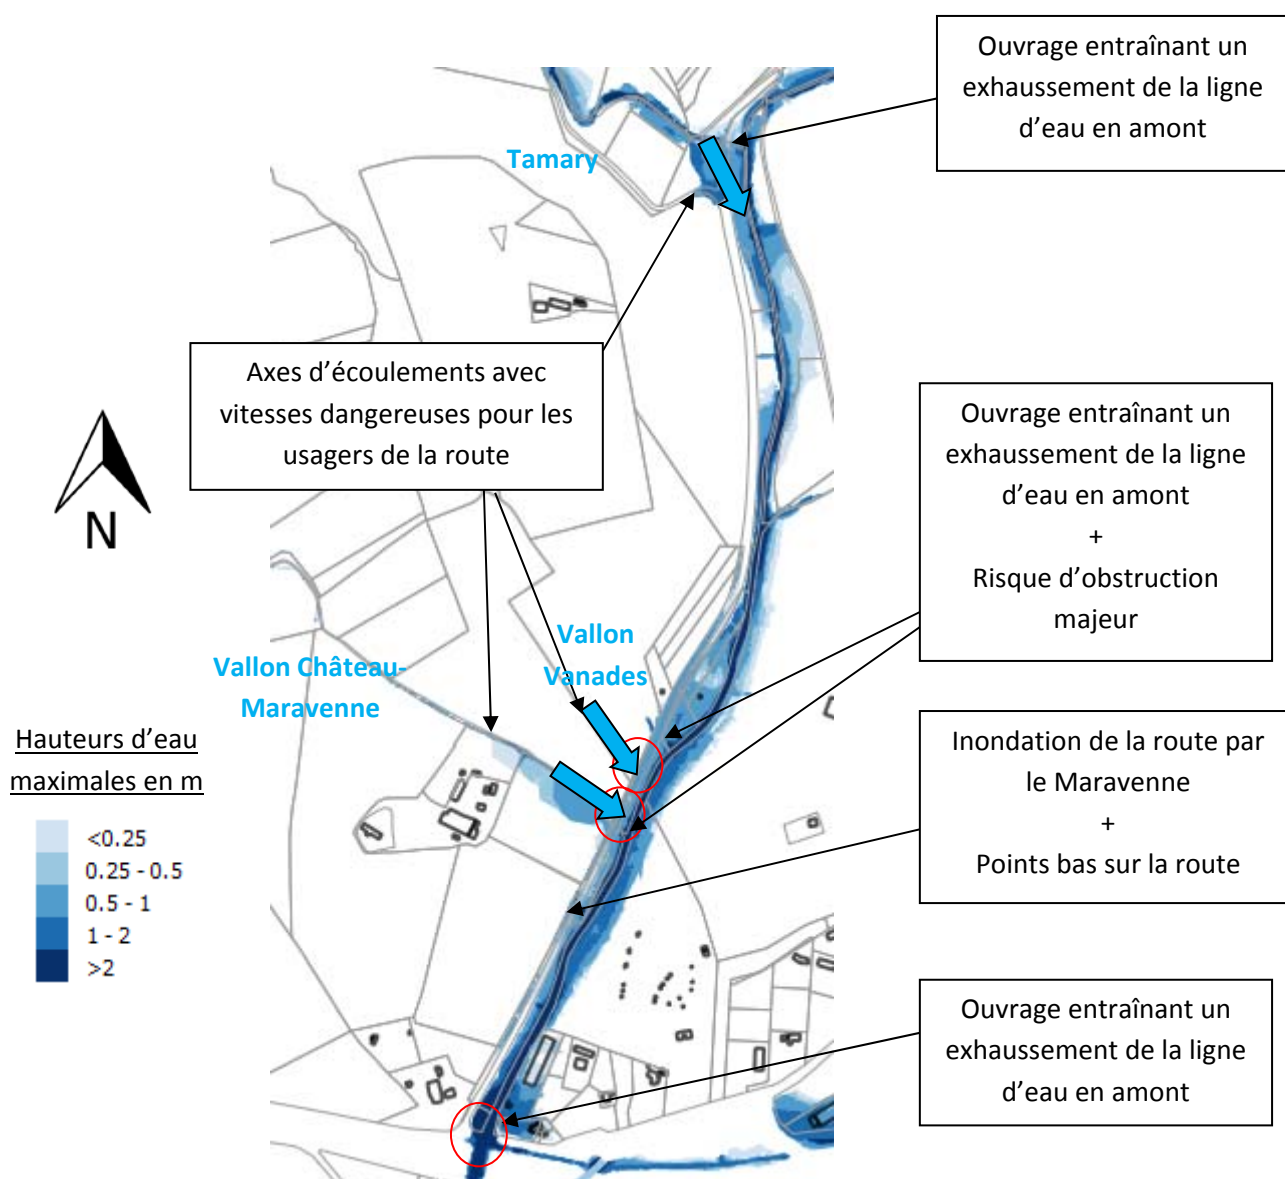 Ouvrage entraînant un
exhaussement de la ligne
d’eau en amont
Tamary
Axes d’écoulements avec
vitesses dangereuses pour les
usagers de la route
Ouvrage entraînant un
exhaussement de la ligne
d’eau en amont
+
Risque d’obstruction
majeur
N
Vallon
Vanades
Vallon Château-
Maravenne
Inondation de la route par
le Maravenne
+
Points bas sur la route
Hauteurs d’eau
maximales en m
<0.25
0.25 - 0.5
0.5 - 1
1 - 2
>2
Ouvrage entraînant un
exhaussement de la ligne
d’eau en amont